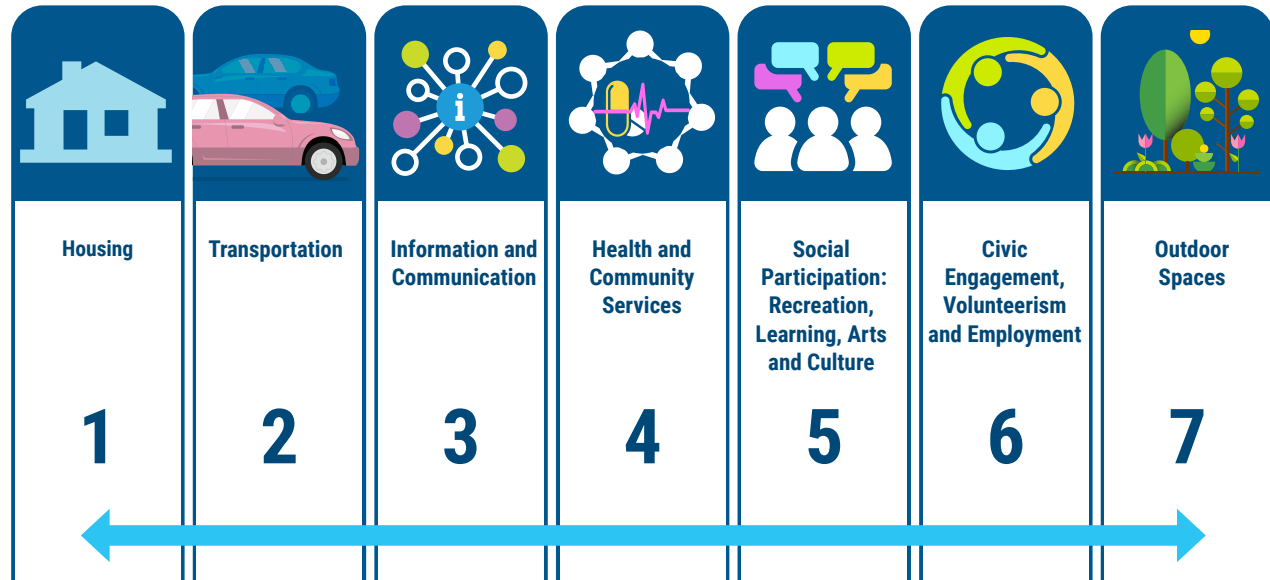 Housing
Transportation
Information and
Communication
Health and
Community
Services
Social
Participation:
Recreation,
Learning, Arts
and Culture
Civic
Engagement,
Volunteerism
and Employment
Outdoor
Spaces
i
1
2
3
4
5
6
7